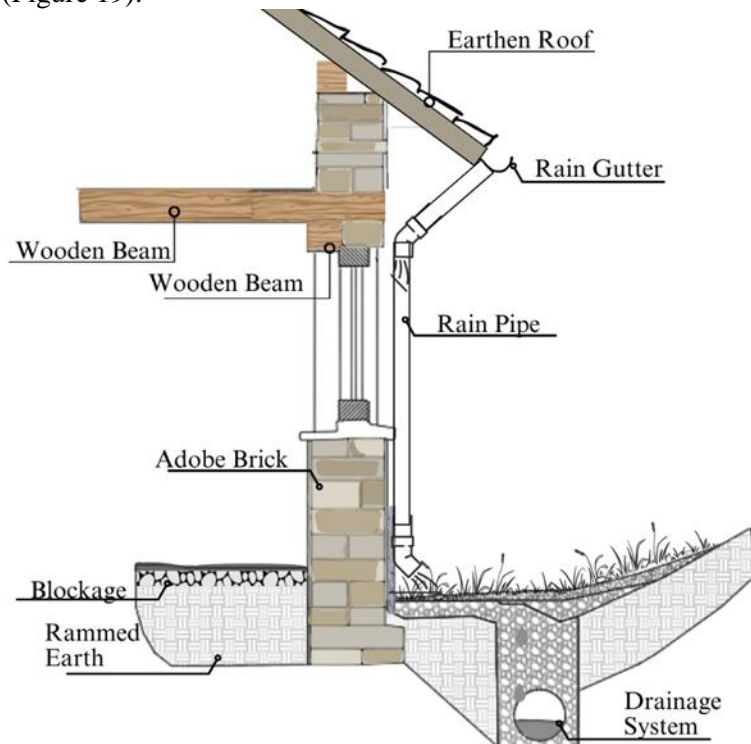 (Figure 19).
Earthen Roof
Rain Gutter
Wooden Beam
Wooden Beam
Rain Pipe
Adobe Brick
Blockage
Rammed
Earth
Drainage
System